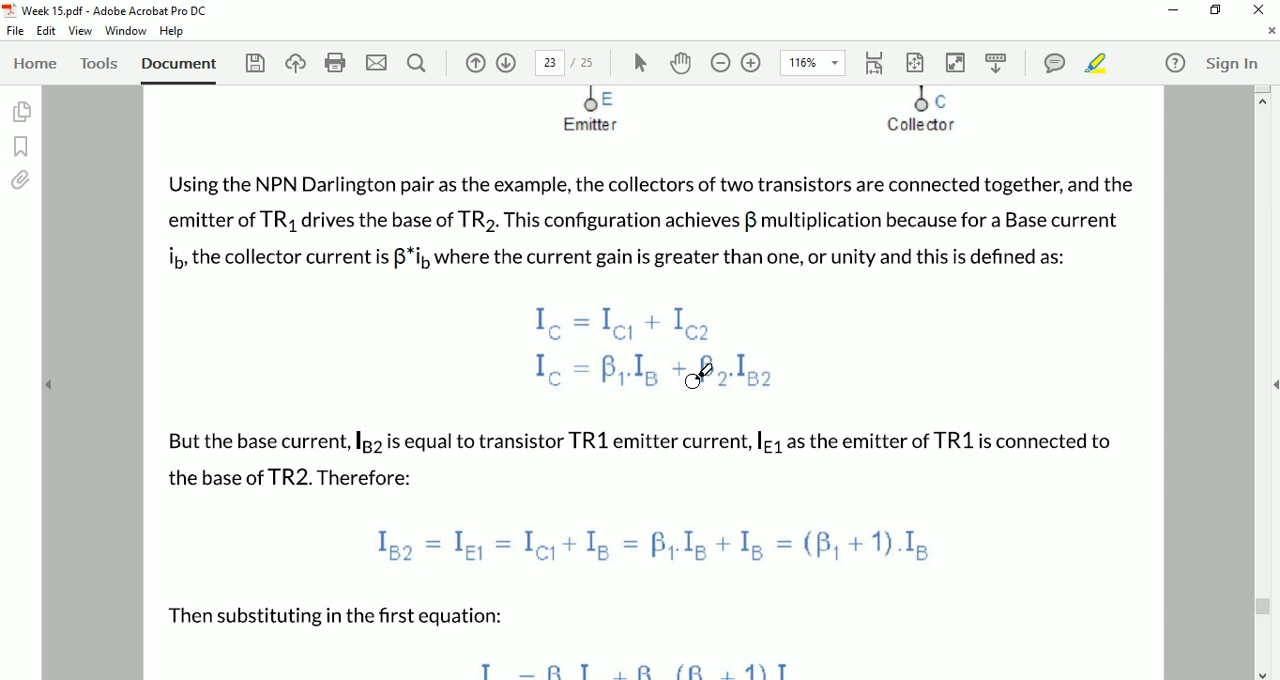 Week 15.pdf - Adobe Acrobat Pro DC
File Edit View Window Help
Home Tools Document 23 / 25 116% Sign In
E C
Emitter Collector
Using the NPN Darlington pair as the example, the collectors of two transistors are connected together, and the
emitter of TR1 drives the base of TR2. This configuration achieves β multiplication because for a Base current
ib, the collector current is β*ib where the current gain is greater than one, or unity and this is defined as:
IC = IC1 + IC2
IC = β1.IB + β2.IB2
But the base current, IB2 is equal to transistor TR1 emitter current, IE1 as the emitter of TR1 is connected to
the base of TR2. Therefore:
IB2 = IE1 = IC1 + IB = β1.IB + IB = (β1 + 1).IB
Then substituting in the first equation: